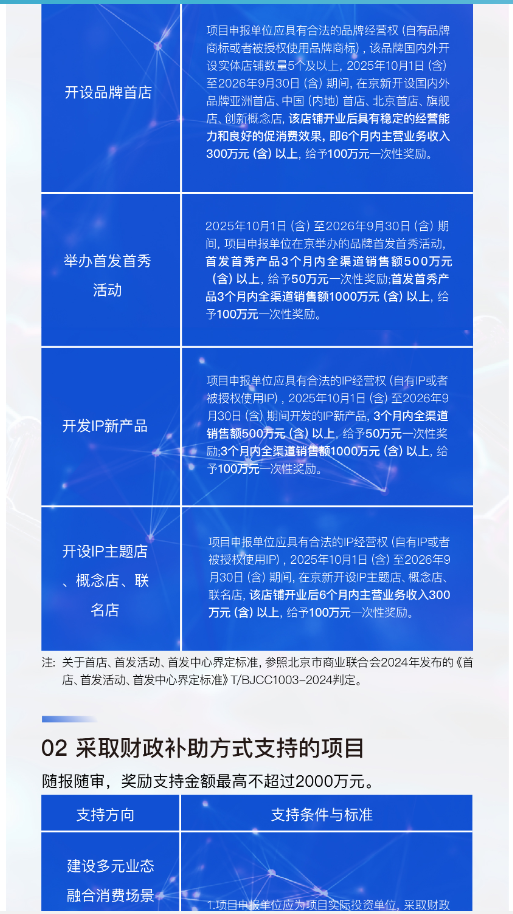 开设品牌首店
项目申报单位应具有合法的品牌经营权（自有品牌
商标或者被授权使用品牌商标）, 该品牌国内外开
设实体店铺数量5个及以上, 2025年10月1日 (含)
至2026年9月30日 (含) 期间, 在京新开设国内外
品牌亚洲首店、中国 (内地) 首店、北京首店、旗舰
店、创新概念店, 该店铺开业后具有稳定的经营能
力和良好的促消费效果, 即6个月内主营业务收入
300万元 (含) 以上, 给予100万元一次性奖励。
举办首发首秀
活动
2025年10月1日 (含) 至2026年9月30日 (含) 期
间, 项目申报单位在京举办的品牌首发首秀活动,
首发首秀产品3个月内全渠道销售额500万元
(含) 以上, 给予50万元一次性奖励;首发首秀产
品3个月内全渠道销售额1000万元 (含) 以上, 给
予100万元一次性奖励。
开发IP新产品
项目申报单位应具有合法的IP经营权 (自有IP或者
被授权使用IP) , 2025年10月1日 (含) 至2026年9
月30日 (含) 期间开发的IP新产品, 3个月内全渠道
销售额500万元 (含) 以上, 给予50万元一次性奖
励;3个月内全渠道销售额1000万元 (含) 以上, 给
予100万元一次性奖励。
开设IP主题店
、概念店、联
名店
项目申报单位应具有合法的IP经营权 (自有IP或者
被授权使用IP) , 2025年10月1日 (含) 至2026年9
月30日 (含) 期间, 在京新开设IP主题店、概念店、
联名店, 该店铺开业后6个月内主营业务收入300
万元 (含) 以上, 给予100万元一次性奖励。
注: 关于首店、首发活动、首发中心界定标准, 参照北京市商业联合会2024年发布的《首
店、首发活动、首发中心界定标准》T/BJCC1003-2024判定。
02 采取财政补助方式支持的项目
随报随审，奖励支持金额最高不超过2000万元。
支持方向
支持条件与标准
建设多元业态
融合消费场景
1.项目申报单位应为项目实际投资单位, 采取财政